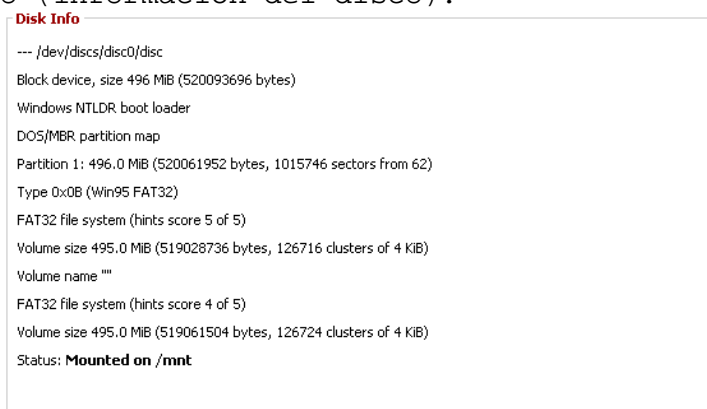 o (información del disco).
Disk Info
--- /dev/discs/disc0/disc
Block device, size 496 MiB (520093696 bytes)
Windows NTLDR boot loader
DOS/MBR partition map
Partition 1: 496.0 MiB (520061952 bytes, 1015746 sectors from 62)
Type 0x0B (Win95 FAT32)
FAT32 file system (hints score 5 of 5)
Volume size 495.0 MiB (519028736 bytes, 126716 clusters of 4 KiB)
Volume name ""
FAT32 file system (hints score 4 of 5)
Volume size 495.0 MiB (519061504 bytes, 126724 clusters of 4 KiB)
Status: Mounted on /mnt